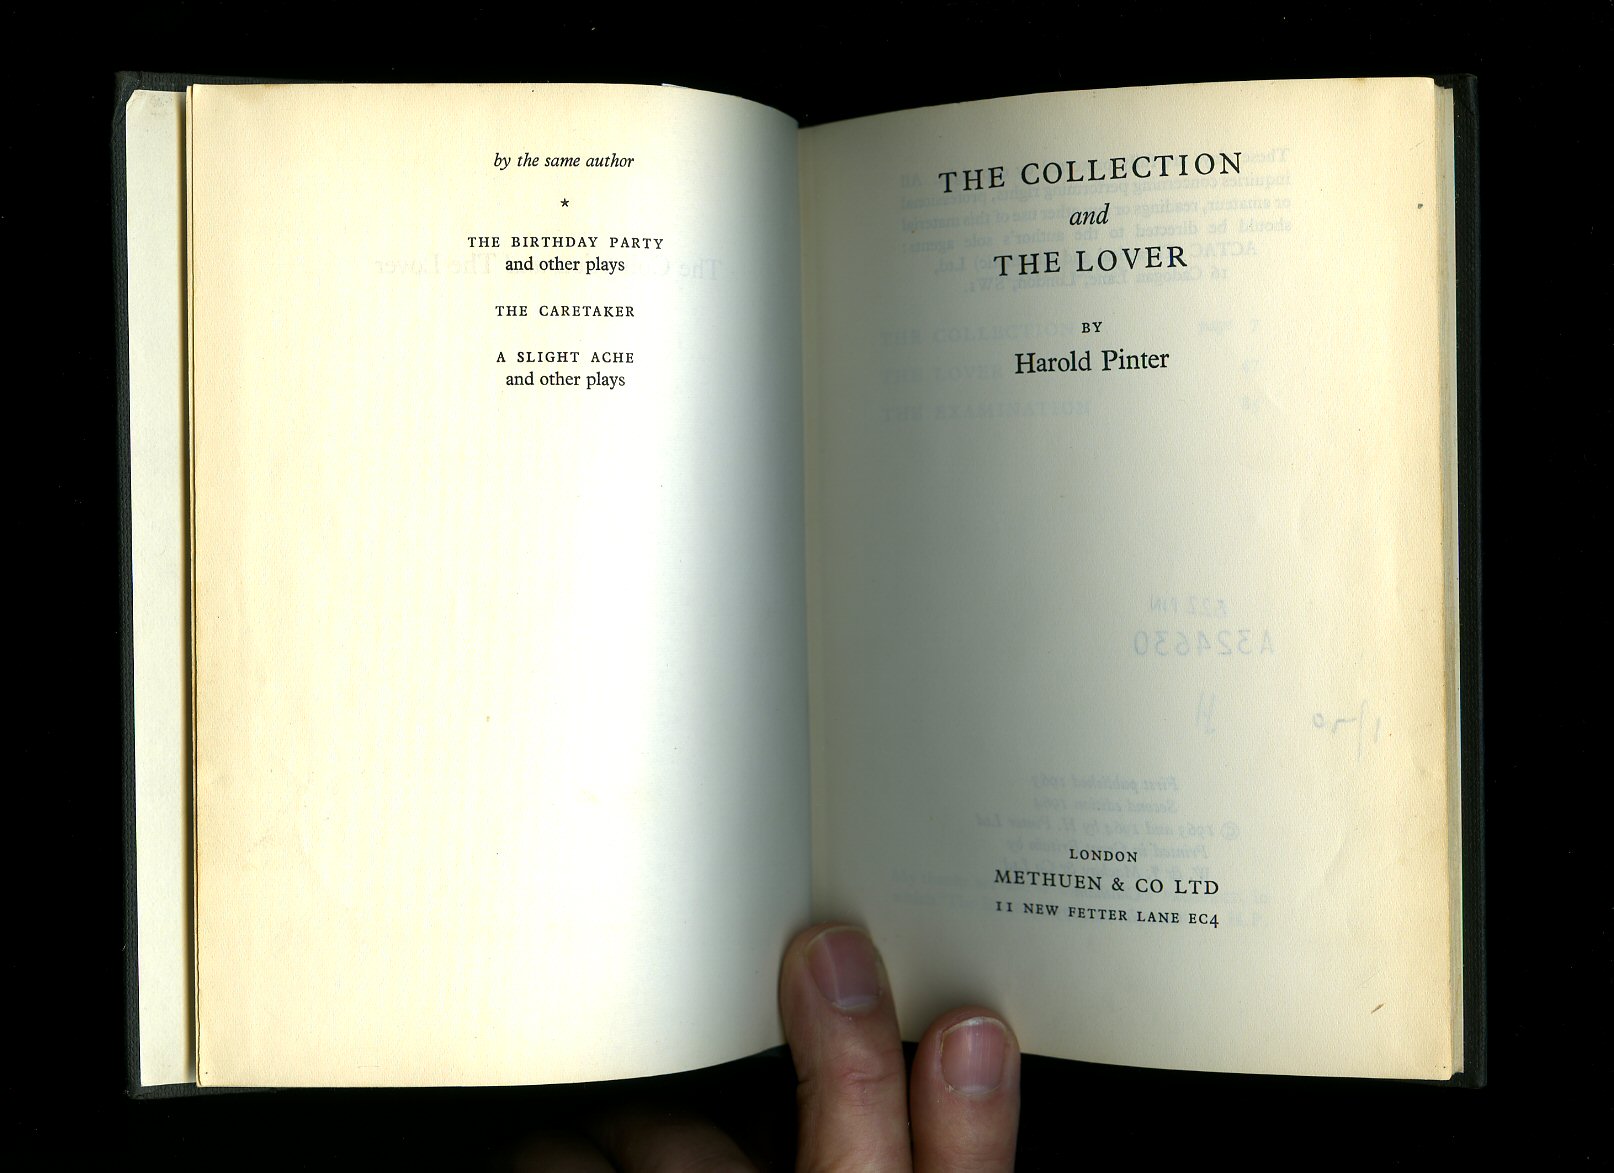 by the same author
*
THE BIRTHDAY PARTY
and other plays
THE CARETAKER
A SLIGHT ACHE
and other plays
THE COLLECTION
and
THE LOVER
BY
Harold Pinter
LONDON
METHUEN & CO LTD
11 NEW FETTER LANE EC4
A324630